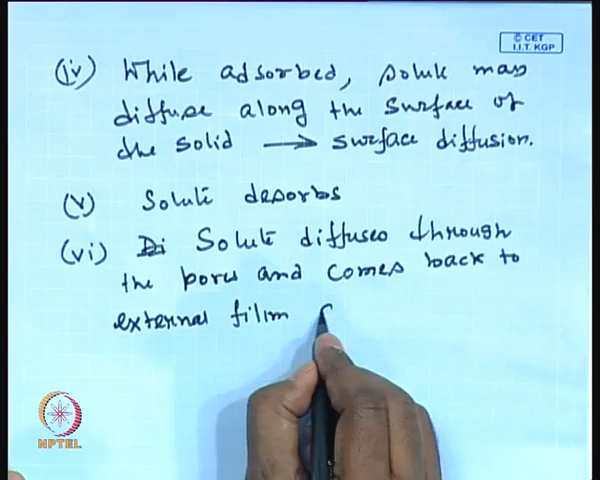 © CET
I.I.T. KGP
(iv) While adsorbed, solute may
diffuse along the surface of
the solid → surface diffusion.
(v) Solute desorbs
(vi) Di Solute diffuses through
the pores and comes back to
external film
NPTEL